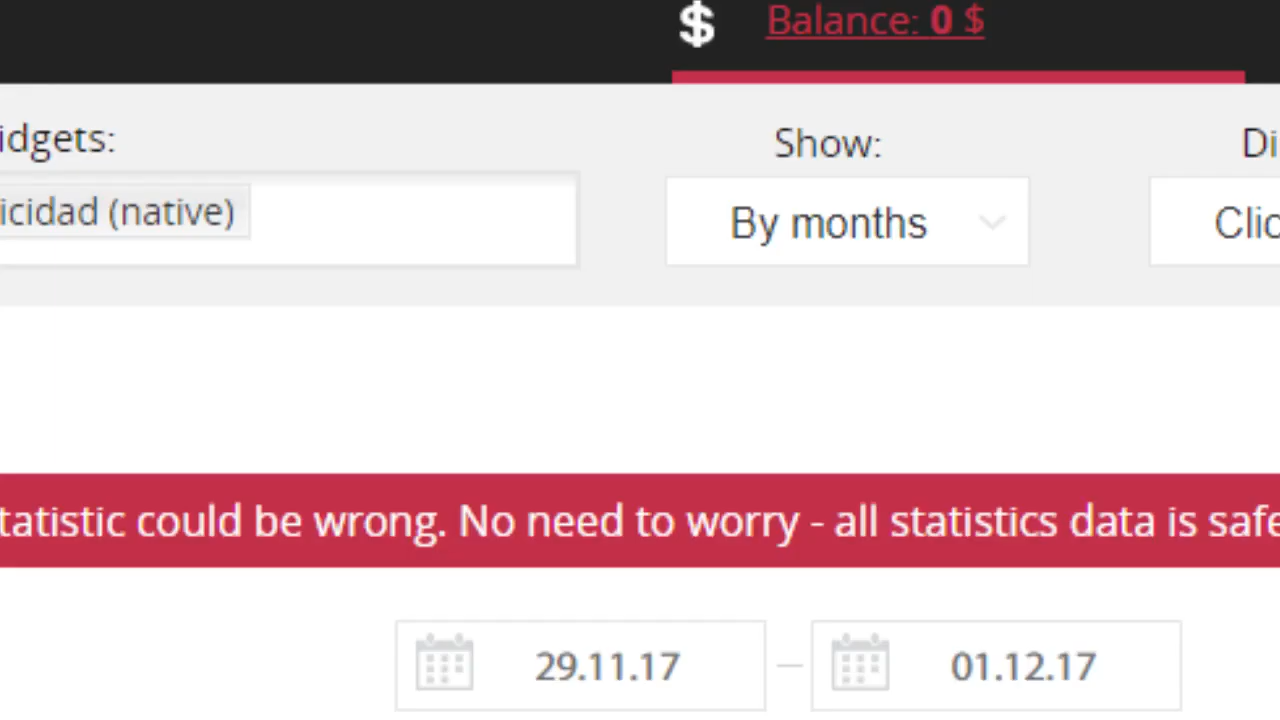 $ Balance: 0 $
idgets: Show: Di
icidad (native) By months Clic
tatistic could be wrong. No need to worry - all statistics data is safe
29.11.17 – 01.12.17